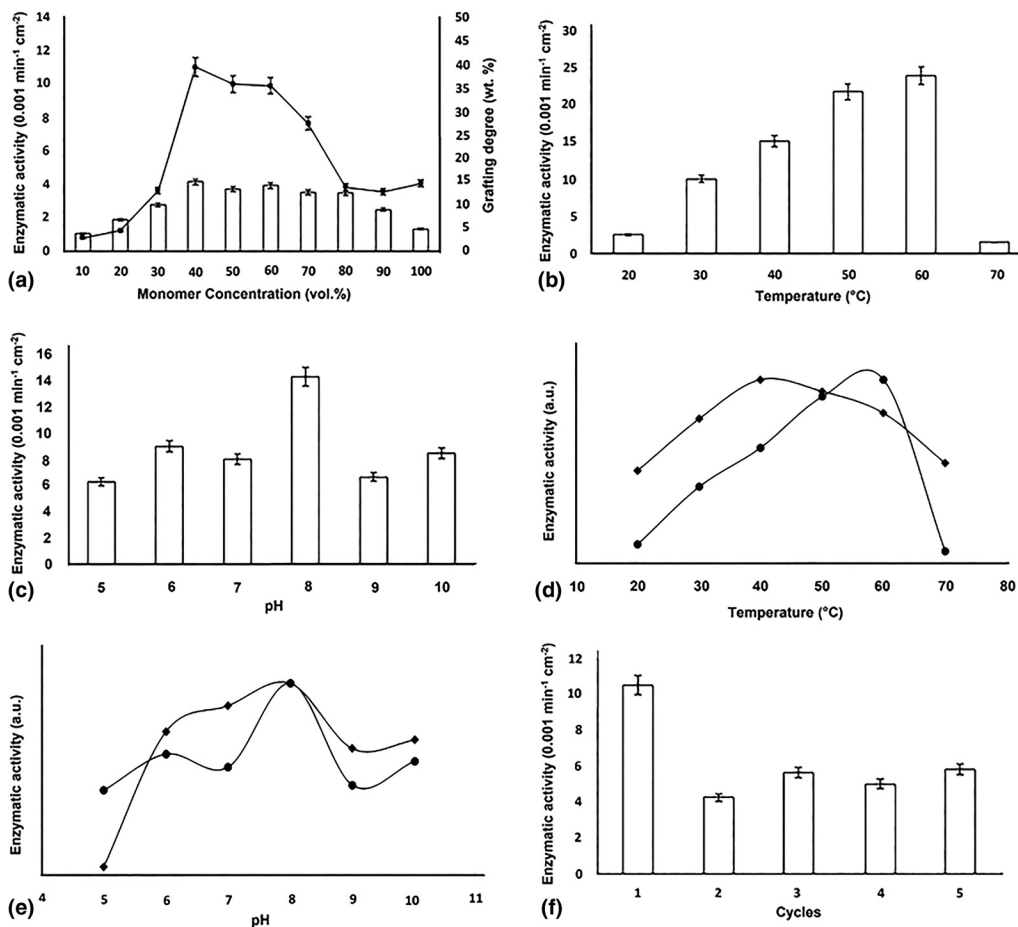 (a)
Enzymatic activity (0.001 min⁻¹ cm⁻²)
14
12
10
8
6
4
2
0
50
45
40
35
30
25
20
15
10
5
0
Grafting degree (wt. %)
10 20 30 40 50 60 70 80 90 100
Monomer Concentration (vol.%)
(b)
Enzymatic activity (0.001 min⁻¹ cm⁻²)
30
25
20
15
10
5
0
20 30 40 50 60 70
Temperature (°C)
(c)
Enzymatic activity (0.001 min⁻¹ cm⁻²)
16
14
12
10
8
6
4
2
0
5 6 7 8 9 10
pH
(d)
Enzymatic activity (a.u.)
10 20 30 40 50 60 70 80
Temperature (°C)
(e)
Enzymatic activity (a.u.)
4 5 6 7 8 9 10 11
pH
(f)
Enzymatic activity (0.001 min⁻¹ cm⁻²)
12
10
8
6
4
2
0
1 2 3 4 5
Cycles